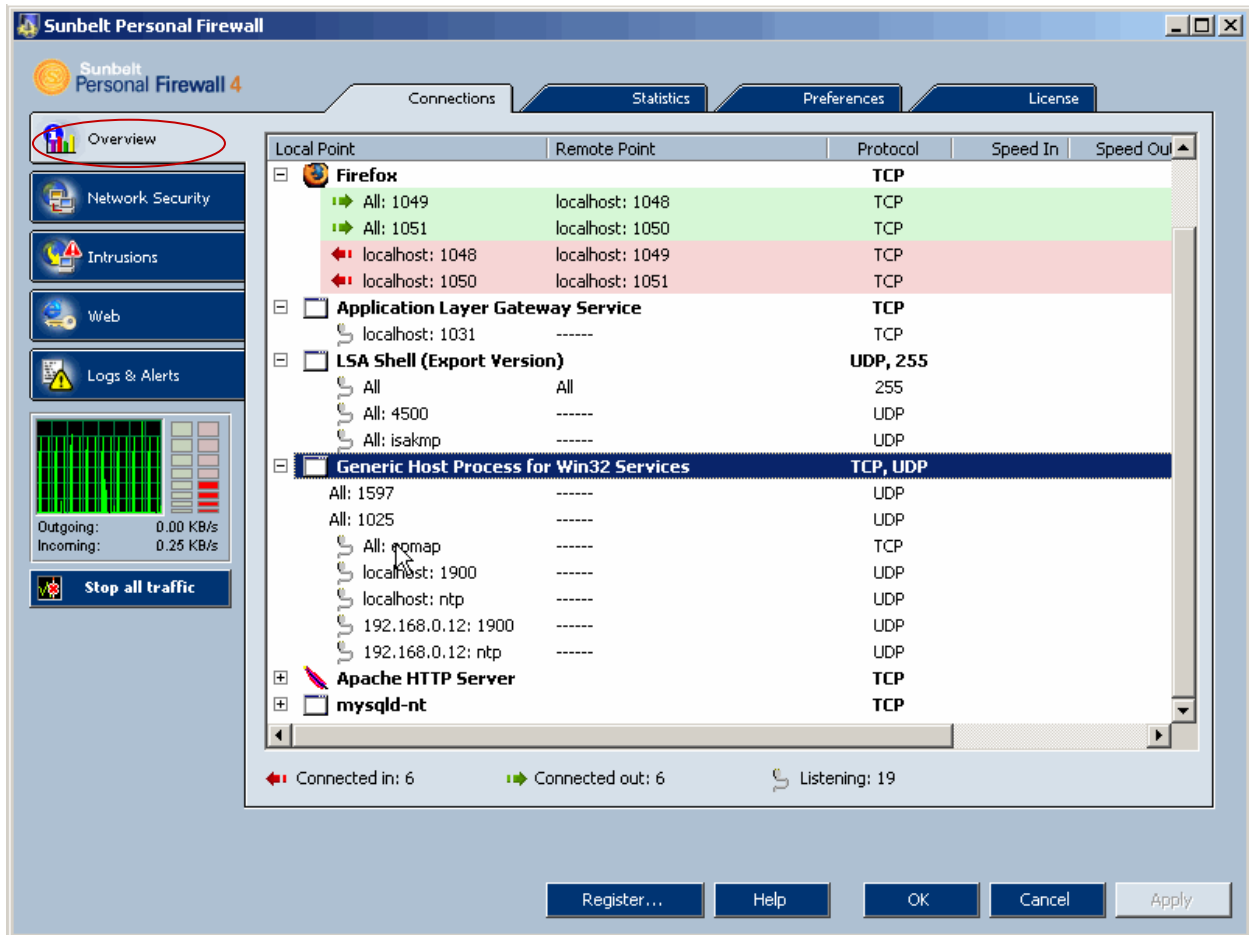 Sunbelt Personal Firewall
Sunbelt
Personal Firewall 4
Connections Statistics Preferences License
Overview
Network Security
Intrusions
Web
Logs & Alerts
Outgoing: 0.00 KB/s
Incoming: 0.25 KB/s
Stop all traffic
Local Point Remote Point Protocol Speed In Speed Ou
Firefox TCP
All: 1049 localhost: 1048 TCP
All: 1051 localhost: 1050 TCP
localhost: 1048 localhost: 1049 TCP
localhost: 1050 localhost: 1051 TCP
Application Layer Gateway Service TCP
localhost: 1031 ------ TCP
LSA Shell (Export Version) UDP, 255
All All 255
All: 4500 ------ UDP
All: isakmp ------ UDP
Generic Host Process for Win32 Services TCP, UDP
All: 1597 ------ UDP
All: 1025 ------ UDP
All: epmap ------ TCP
localhost: 1900 ------ UDP
localhost: ntp ------ UDP
192.168.0.12: 1900 ------ UDP
192.168.0.12: ntp ------ UDP
Apache HTTP Server TCP
mysqld-nt TCP
Connected in: 6 Connected out: 6 Listening: 19
Register... Help OK Cancel Apply